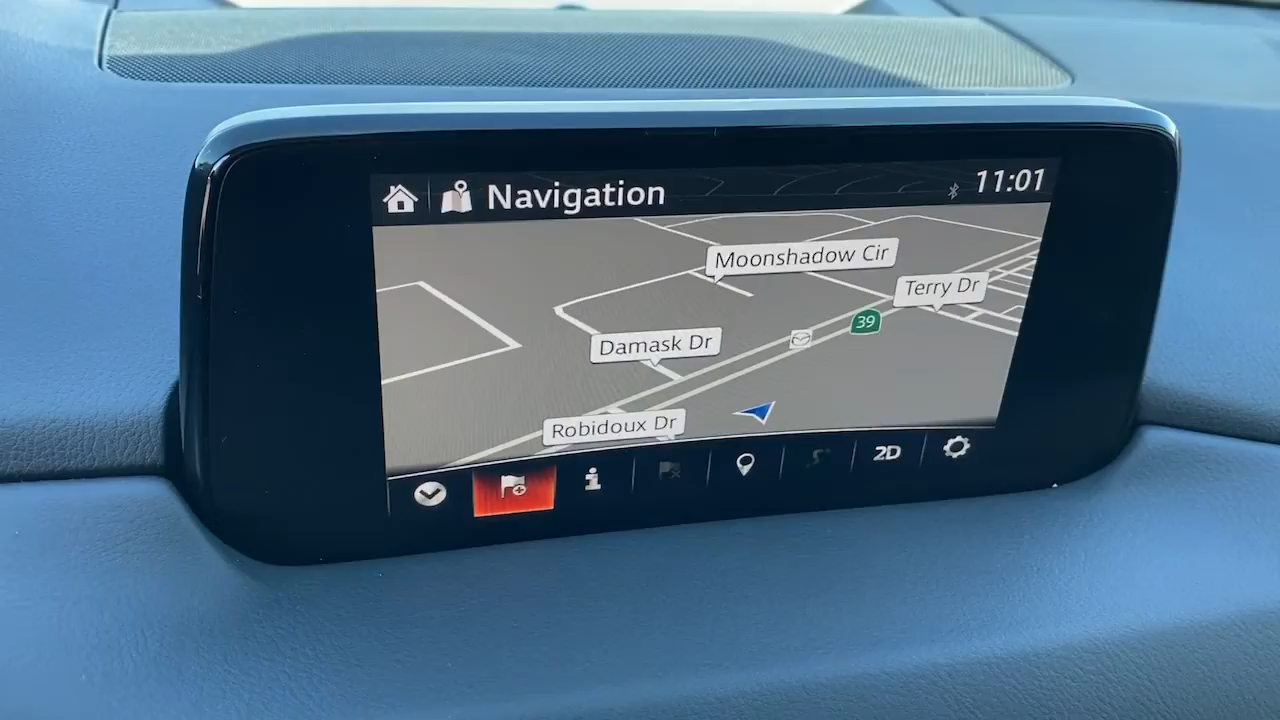 Navigation
11:01
Moonshadow Cir
Terry Dr
39
Damask Dr
Robidoux Dr
2D